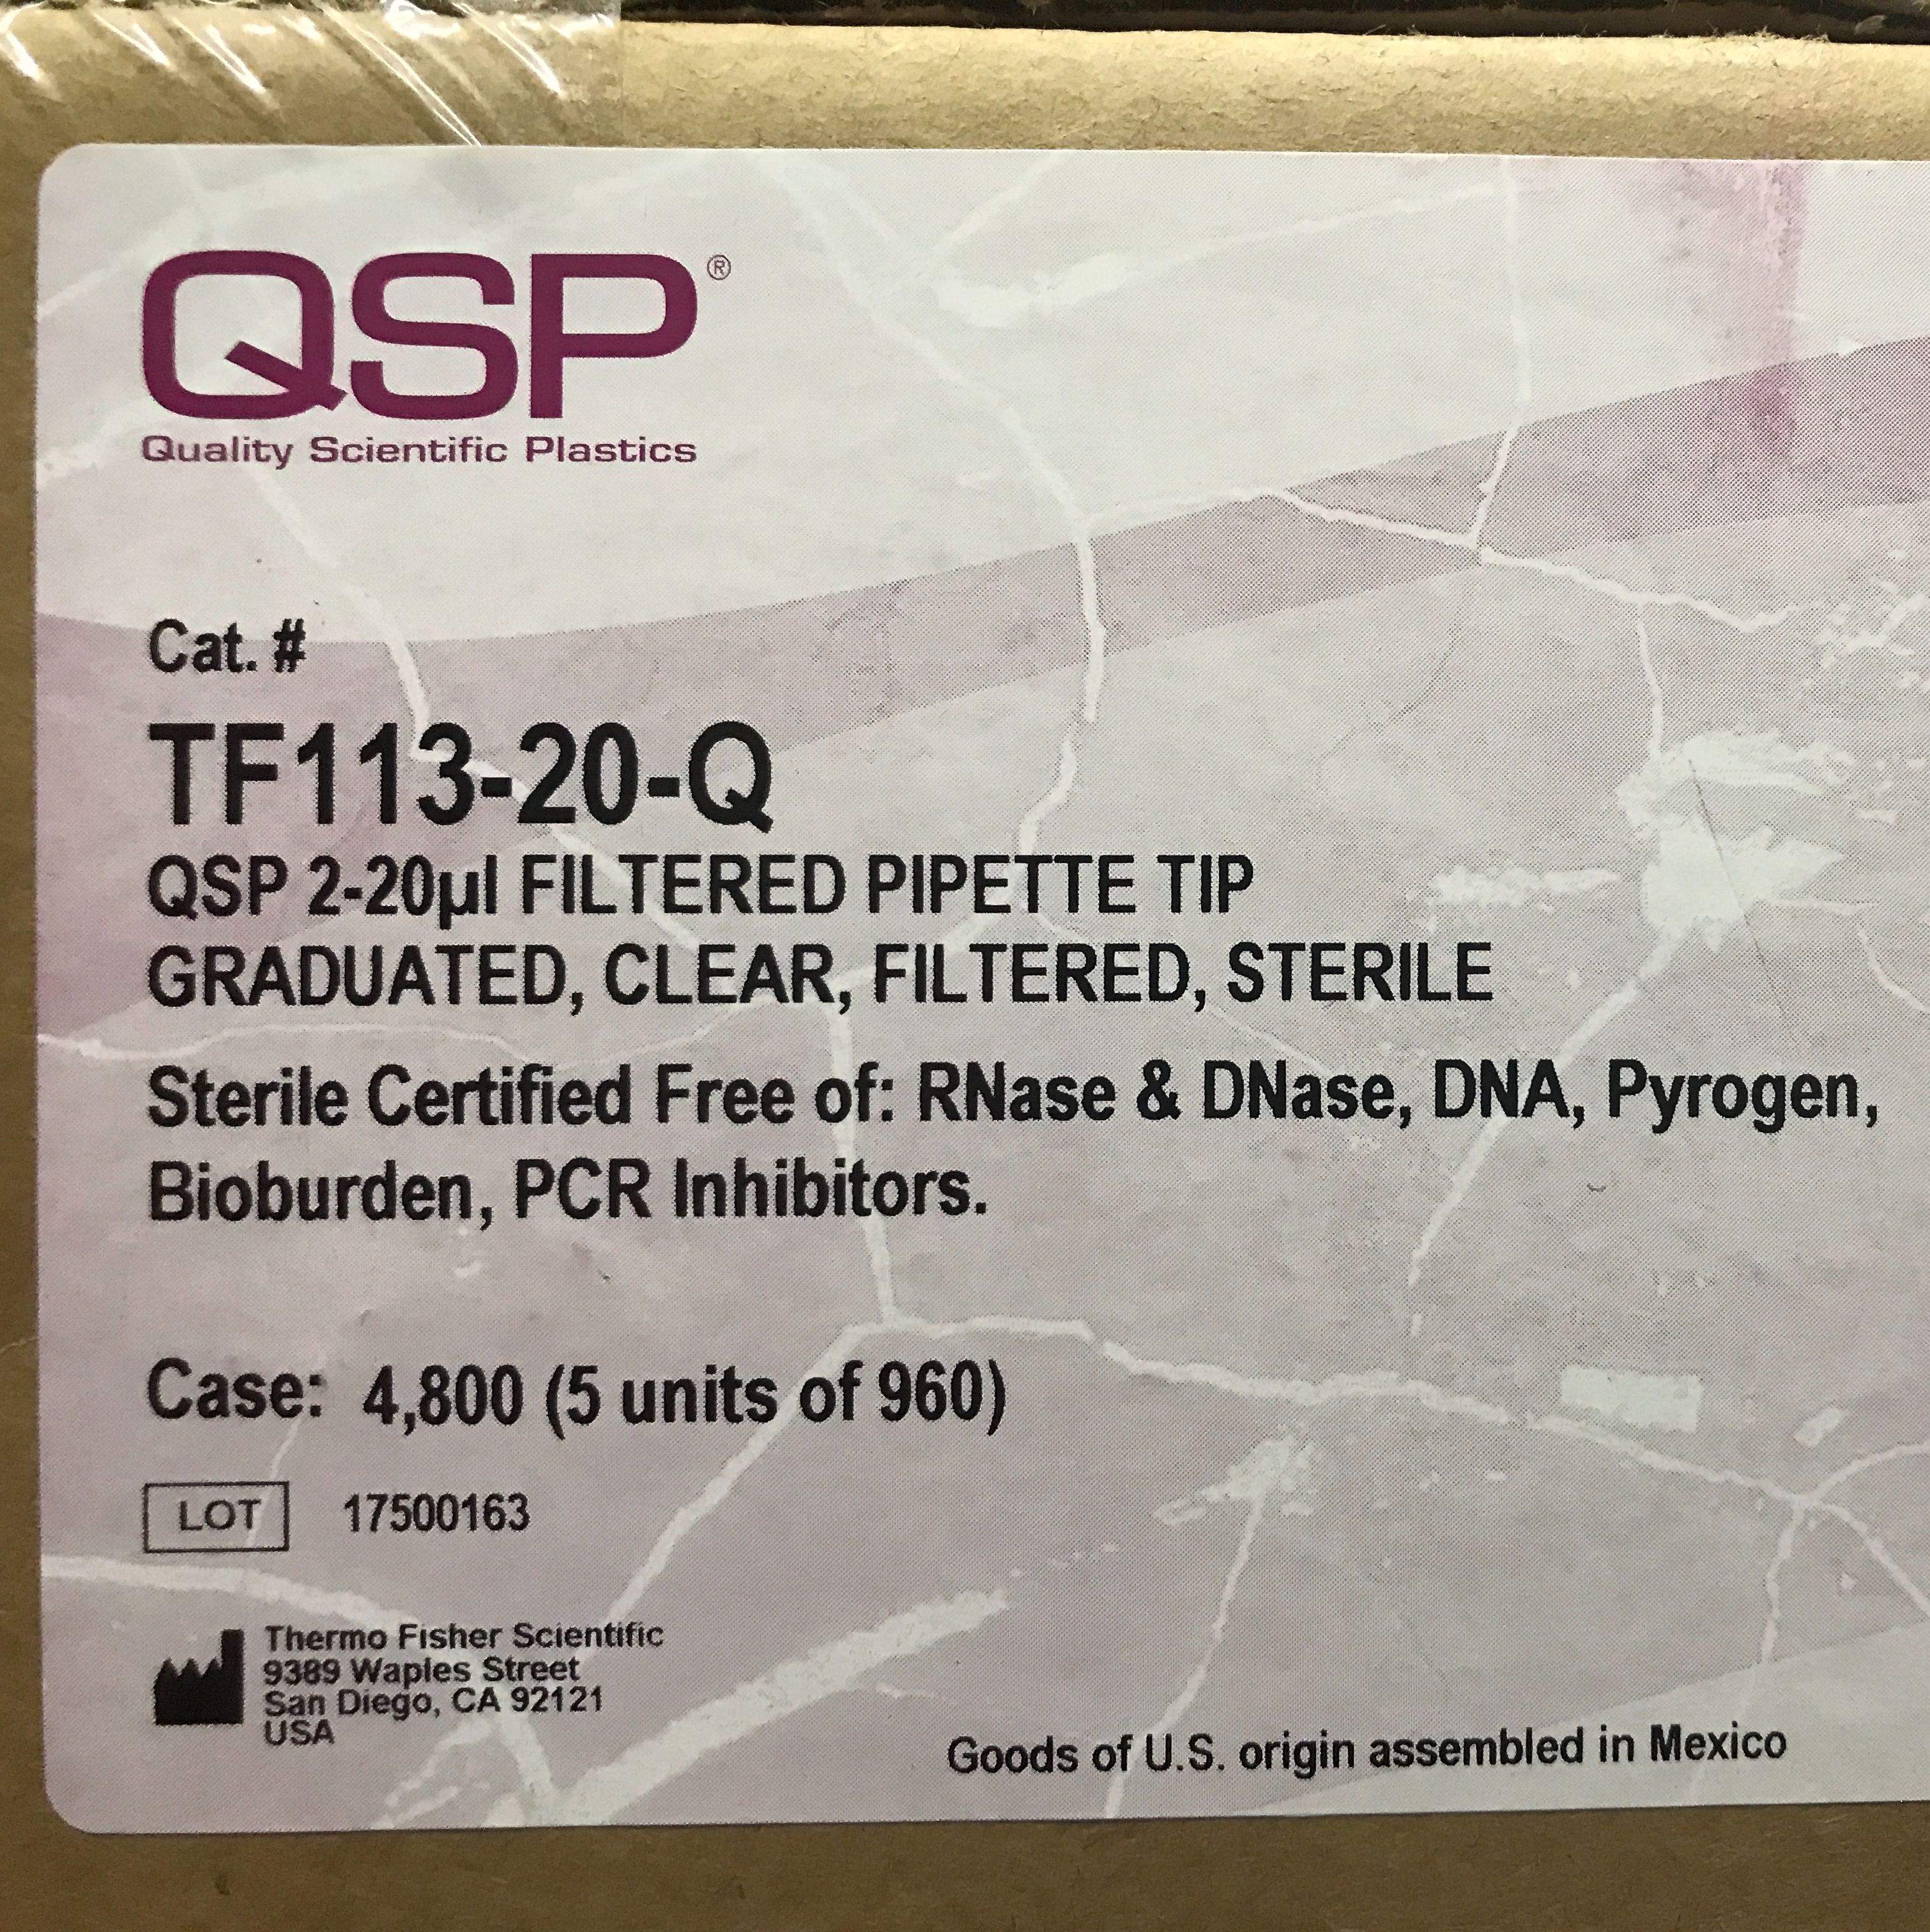 QSP®
Quality Scientific Plastics
Cat. #
TF113-20-Q
QSP 2-20µl FILTERED PIPETTE TIP
GRADUATED, CLEAR, FILTERED, STERILE
Sterile Certified Free of: RNase & DNase, DNA, Pyrogen,
Bioburden, PCR Inhibitors.
Case: 4,800 (5 units of 960)
LOT 17500163
Thermo Fisher Scientific
9389 Waples Street
San Diego, CA 92121
USA
Goods of U.S. origin assembled in Mexico